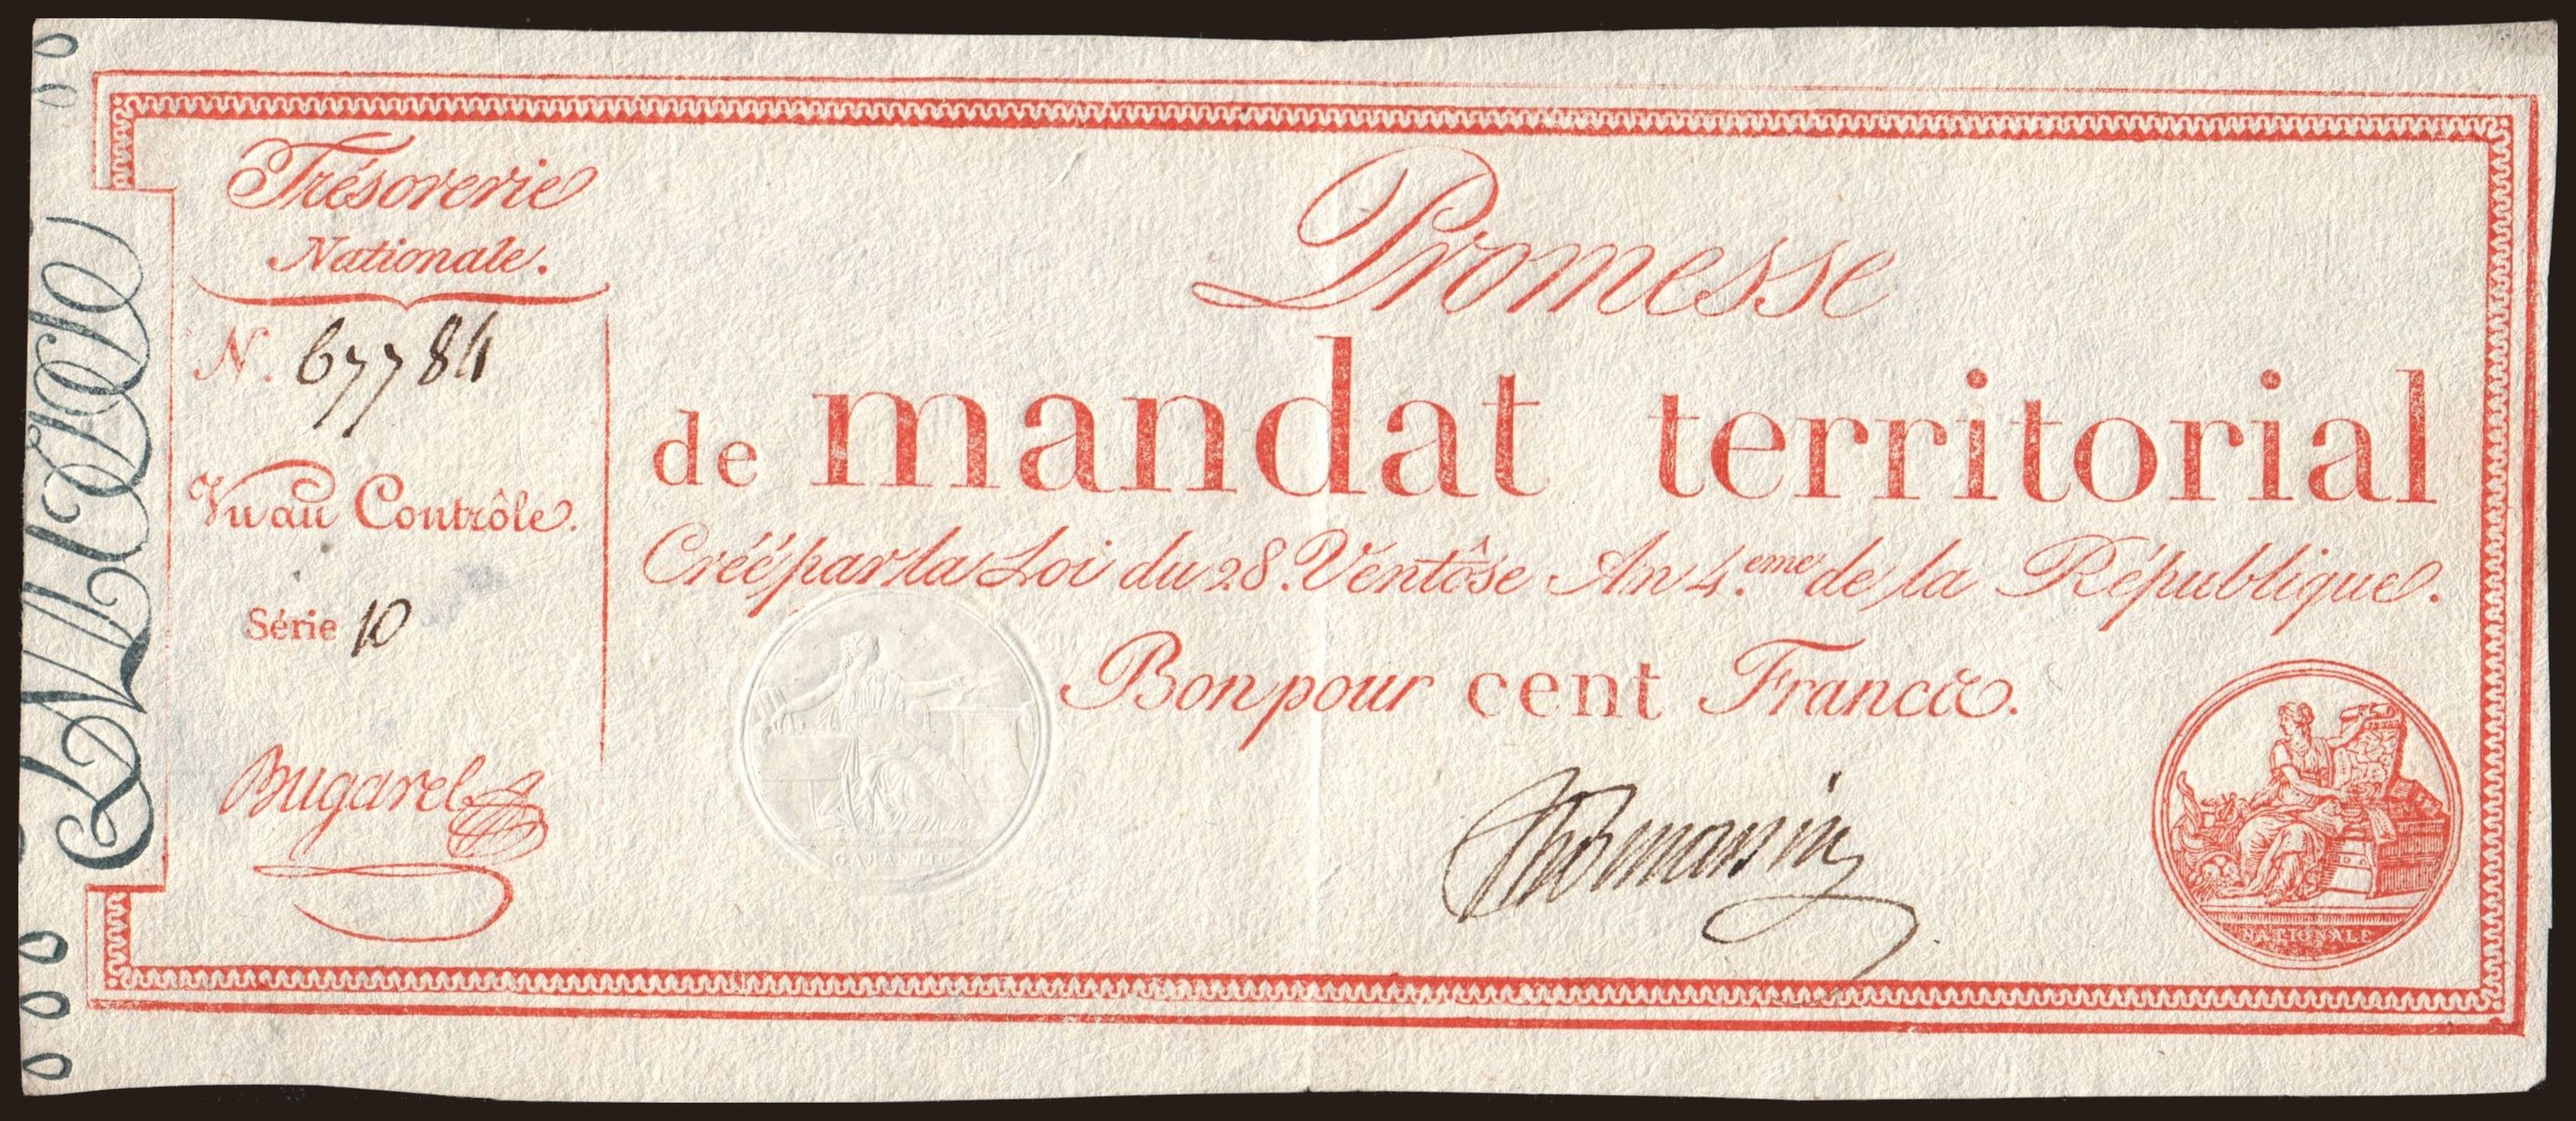 Trésorerie
Nationale.
N. 67784
Vu au Contrôle.
Série 10
Bugarel
Promesse
de mandat territorial
Créé par la Loi du 28. Ventôse An 4.eme de la République.
Bon pour cent Francs.
Thomassin
GARANTIE
NATIONALE